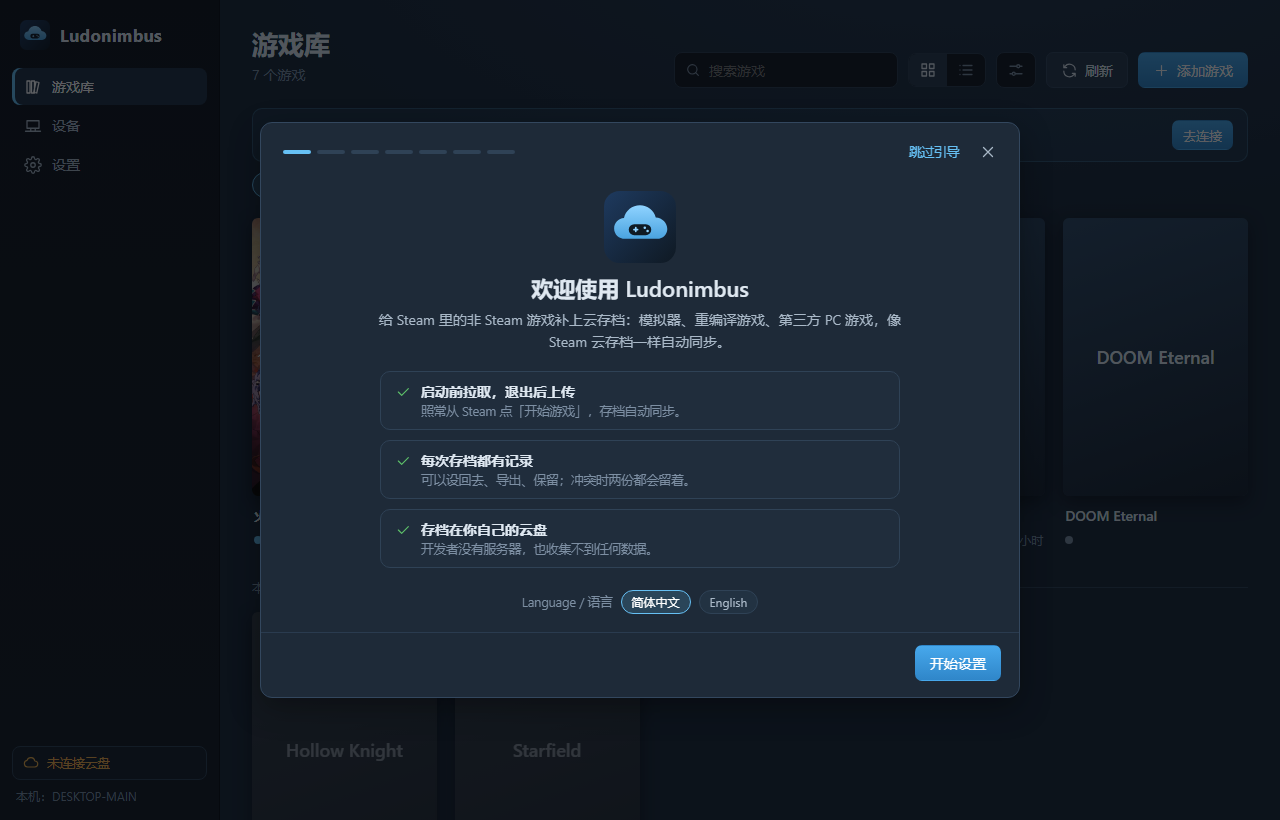 Ludonimbus
游戏库
设备
设置
未连接云盘
本机: DESKTOP-MAIN
游戏库
7 个游戏
搜索游戏
刷新
添加游戏
去连接
跳过引导
欢迎使用 Ludonimbus
给 Steam 里的非 Steam 游戏补上云存档：模拟器、重编译游戏、第三方 PC 游戏，像
Steam 云存档一样自动同步。
启动前拉取，退出后上传
照常从 Steam 点「开始游戏」，存档自动同步。
每次存档都有记录
可以设回去、导出、保留；冲突时两份都会留着。
存档在你自己的云盘
开发者没有服务器，也收集不到任何数据。
Language / 语言
简体中文
English
开始设置
DOOM Eternal
DOOM Eternal
小时
Hollow Knight
Starfield